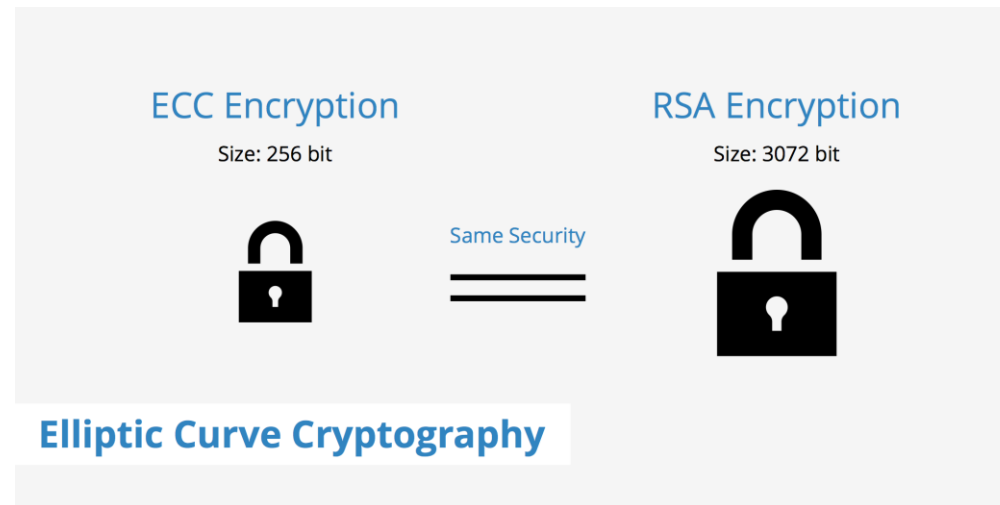 ECC Encryption
Size: 256 bit
RSA Encryption
Size: 3072 bit
Same Security
Elliptic Curve Cryptography